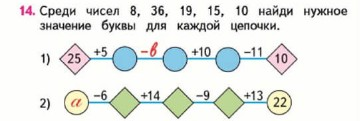 14. Среди чисел 8, 36, 19, 15, 10 найди нужное
значение буквы для каждой цепочки.
1) 25 +5 −в +10 −11 10
2) а −6 +14 −9 +13 22